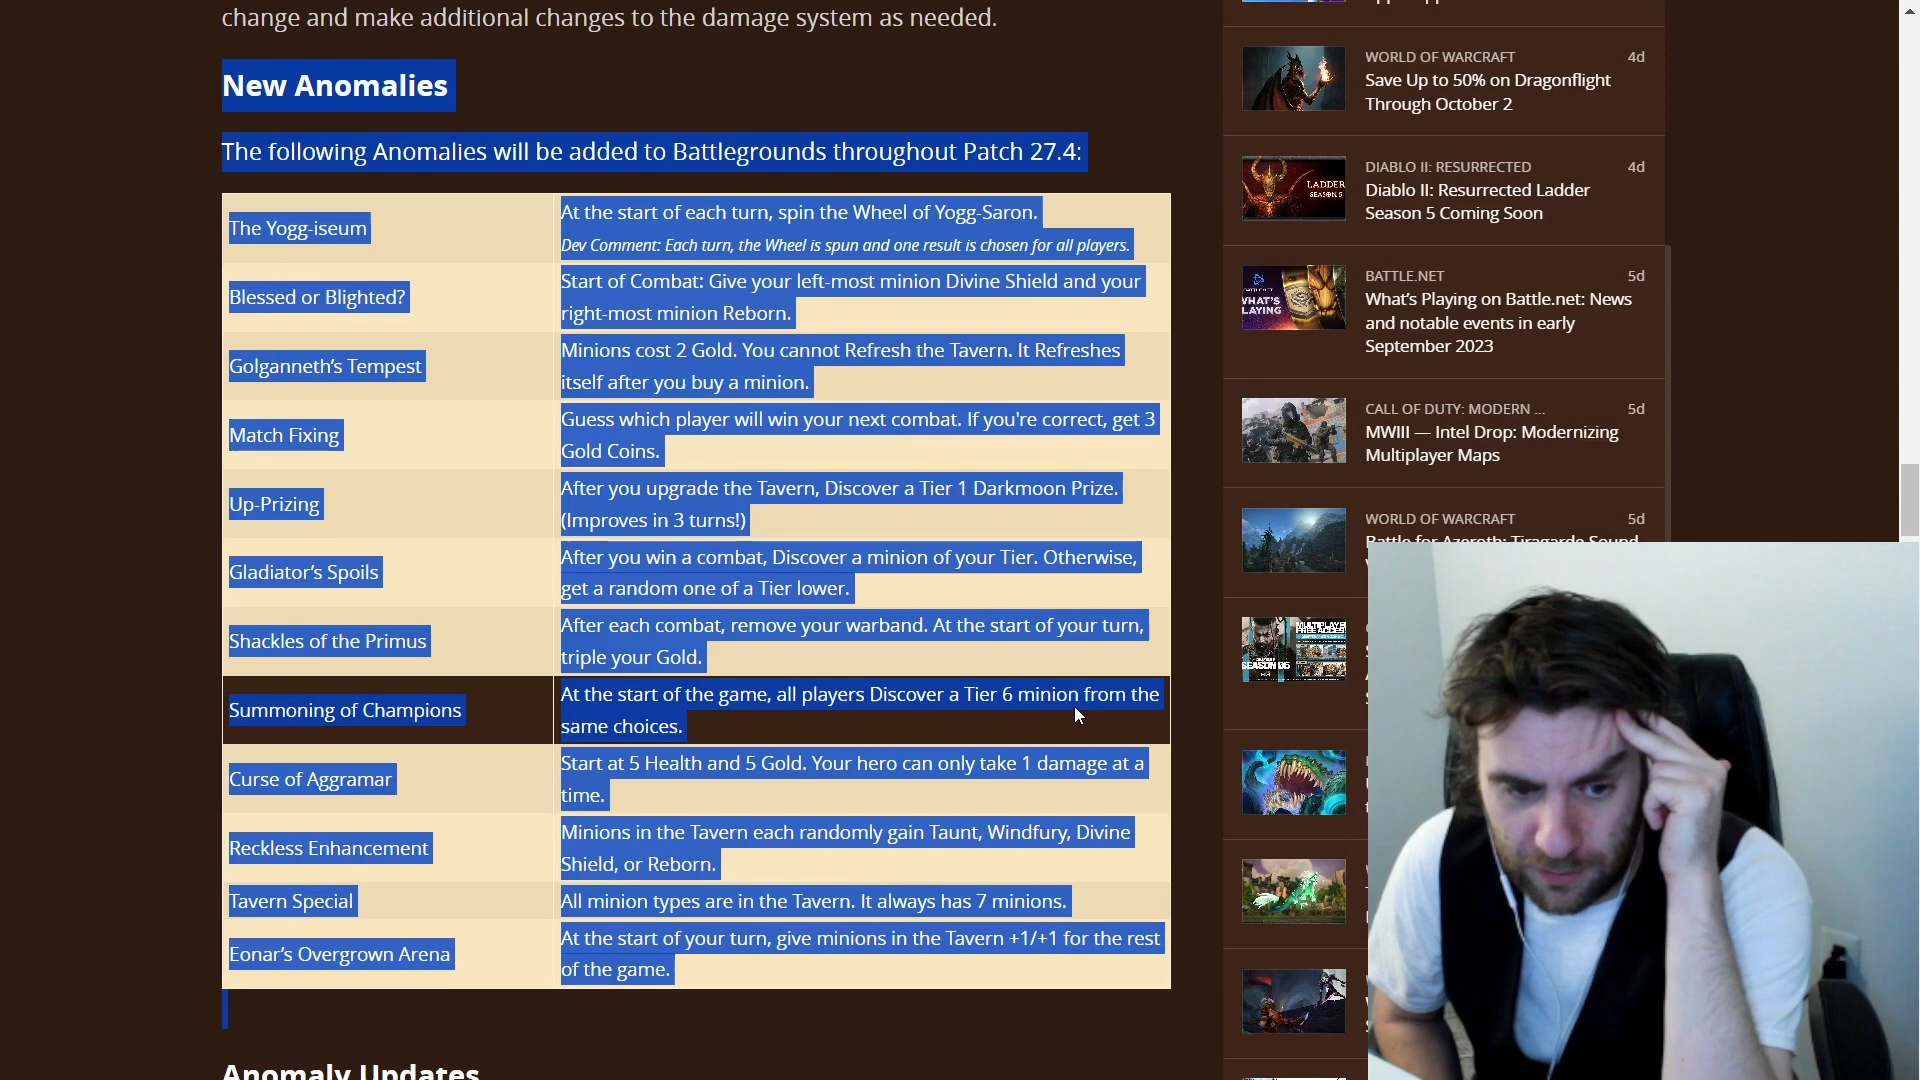 change and make additional changes to the damage system as needed.
New Anomalies
The following Anomalies will be added to Battlegrounds throughout Patch 27.4:
The Yogg-iseum
At the start of each turn, spin the Wheel of Yogg-Saron.
Dev Comment: Each turn, the Wheel is spun and one result is chosen for all players.
Blessed or Blighted?
Start of Combat: Give your left-most minion Divine Shield and your
right-most minion Reborn.
Golganneth’s Tempest
Minions cost 2 Gold. You cannot Refresh the Tavern. It Refreshes
itself after you buy a minion.
Match Fixing
Guess which player will win your next combat. If you're correct, get 3
Gold Coins.
Up-Prizing
After you upgrade the Tavern, Discover a Tier 1 Darkmoon Prize.
(Improves in 3 turns!)
Gladiator’s Spoils
After you win a combat, Discover a minion of your Tier. Otherwise,
get a random one of a Tier lower.
Shackles of the Primus
After each combat, remove your warband. At the start of your turn,
triple your Gold.
Summoning of Champions
At the start of the game, all players Discover a Tier 6 minion from the
same choices.
Curse of Aggramar
Start at 5 Health and 5 Gold. Your hero can only take 1 damage at a
time.
Reckless Enhancement
Minions in the Tavern each randomly gain Taunt, Windfury, Divine
Shield, or Reborn.
Tavern Special
All minion types are in the Tavern. It always has 7 minions.
Eonar’s Overgrown Arena
At the start of your turn, give minions in the Tavern +1/+1 for the rest
of the game.
Anomaly Updates
WORLD OF WARCRAFT 4d
Save Up to 50% on Dragonflight
Through October 2
LADDER
SEASON 5
DIABLO II: RESURRECTED 4d
Diablo II: Resurrected Ladder
Season 5 Coming Soon
WHAT'S
PLAYING
BATTLE.NET 5d
What’s Playing on Battle.net: News
and notable events in early
September 2023
CALL OF DUTY: MODERN ... 5d
MWIII — Intel Drop: Modernizing
Multiplayer Maps
WORLD OF WARCRAFT 5d
Battle for Azeroth: Tiragarde Sound
MULTIPLAYER
FREE ACCESS
SEASON 05